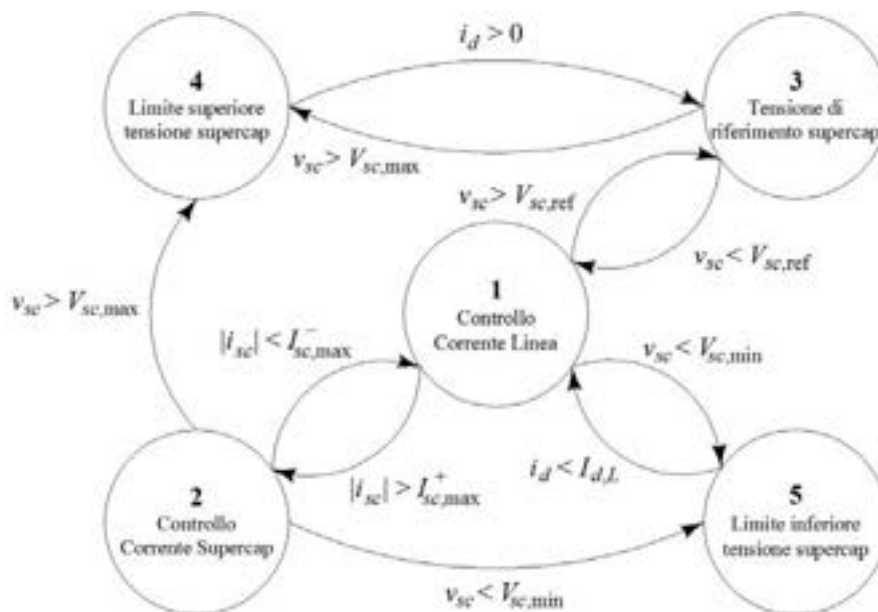 i_d > 0
4
Limite superiore
tensione supercap
3
Tensione di
riferimento supercap
v_sc > V_sc,max
v_sc > V_sc,ref
v_sc < V_sc,ref
1
Controllo
Corrente Linea
v_sc > V_sc,max
|i_sc| < I⁻_sc,max
v_sc < V_sc,min
2
Controllo
Corrente Supercap
|i_sc| > I⁺_sc,max
i_d < I_d,L
5
Limite inferiore
tensione supercap
v_sc < V_sc,min